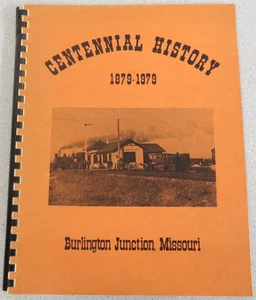 CENTENNIAL HISTORY
1879-1979
Burlington Junction, Missouri